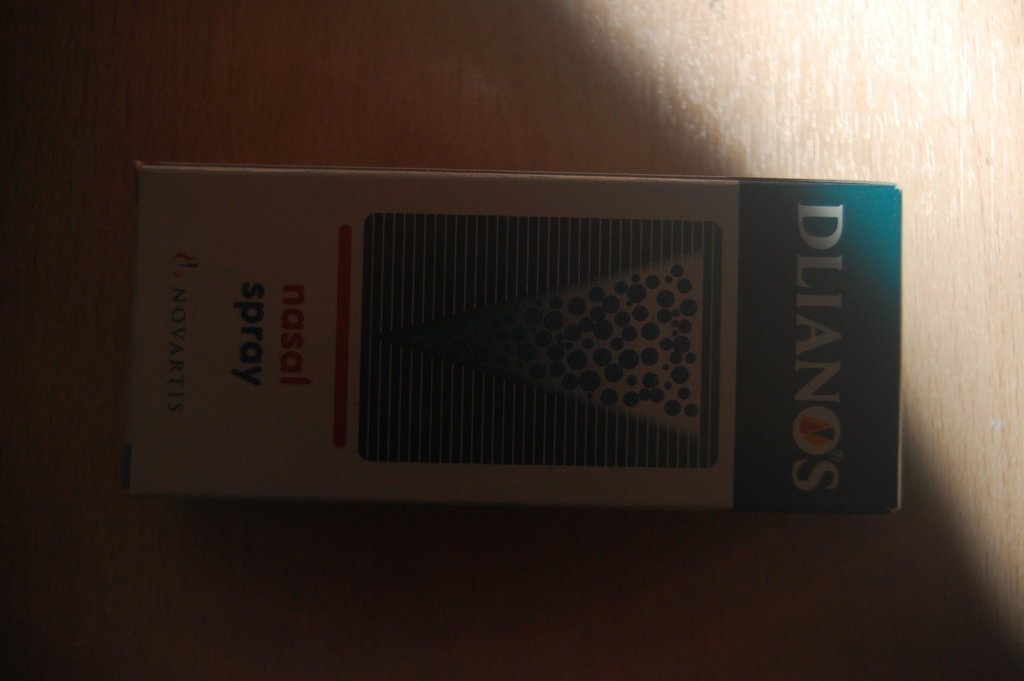 DLIANOS®
nasal
spray
NOVARTIS